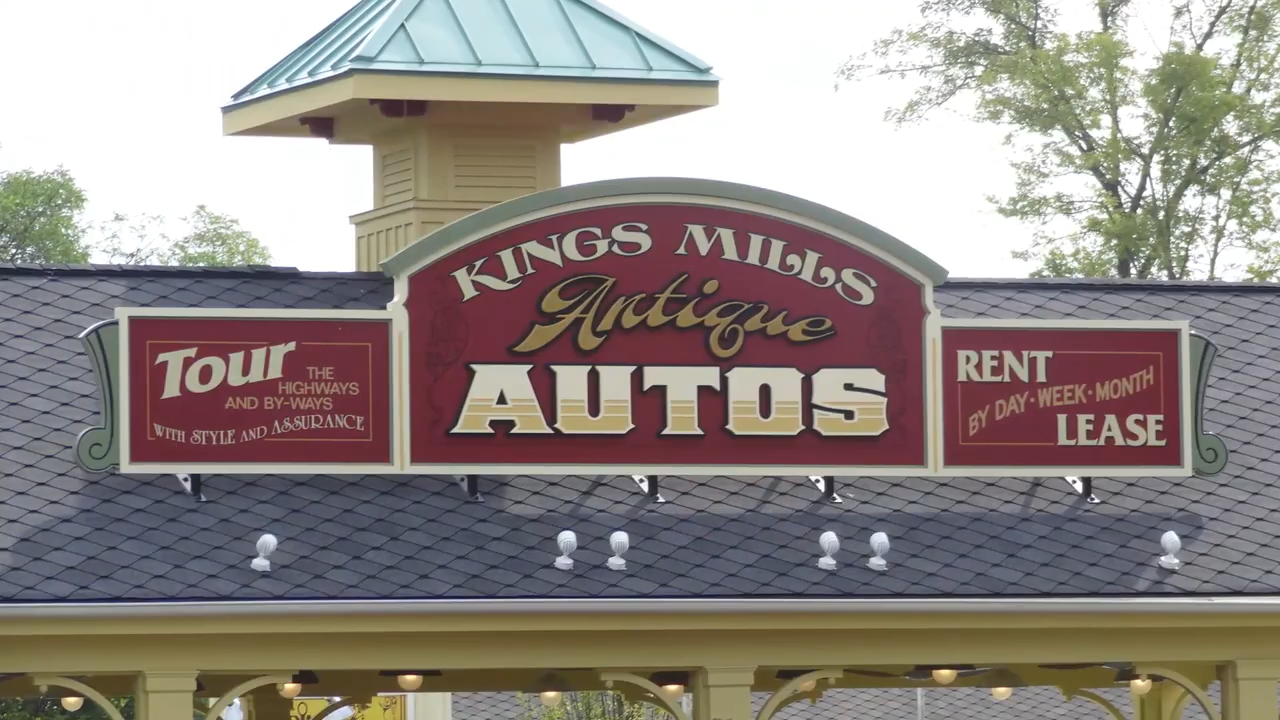 KINGS MILLS
Antique
AUTOS
Tour
THE
HIGHWAYS
AND BY-WAYS
WITH STYLE AND ASSURANCE
RENT
BY DAY·WEEK·MONTH
LEASE